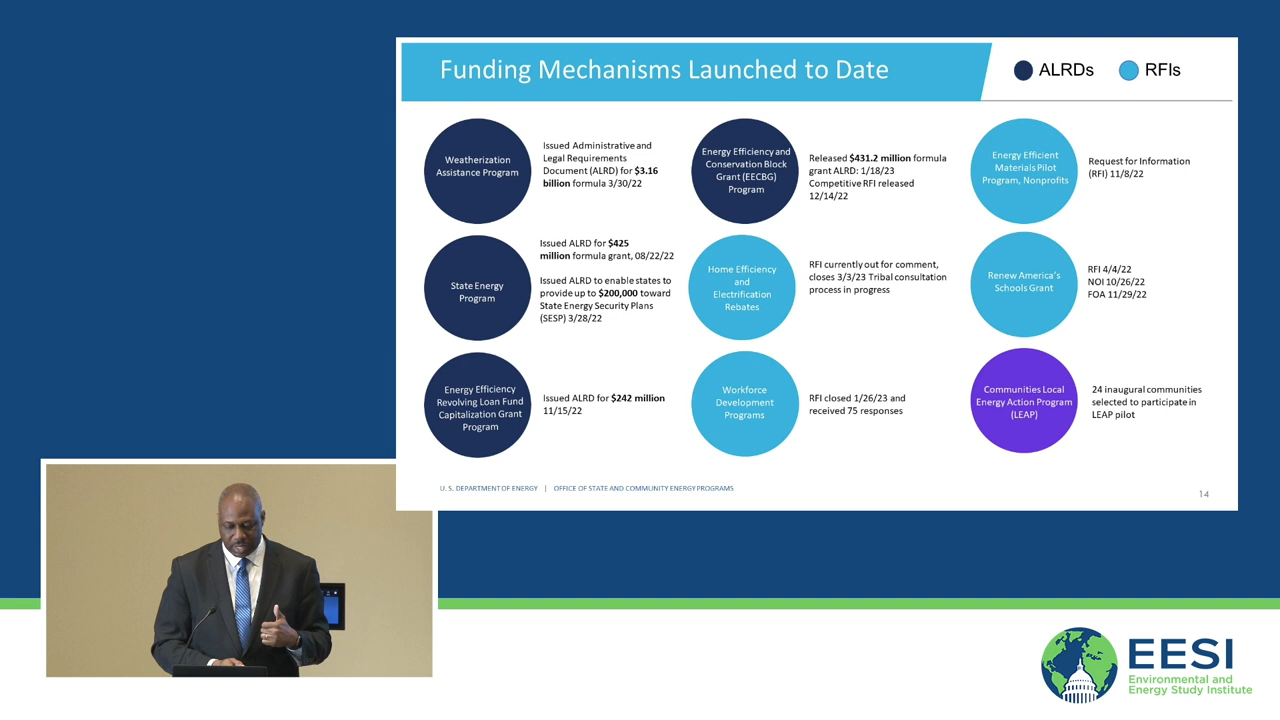 Funding Mechanisms Launched to Date
ALRDs
RFIs
Weatherization
Assistance Program
Issued Administrative and
Legal Requirements
Document (ALRD) for $3.16
billion formula 3/30/22
Energy Efficiency and
Conservation Block
Grant (EECBG)
Program
Released $431.2 million formula
grant ALRD: 1/18/23
Competitive RFI released
12/14/22
Energy Efficient
Materials Pilot
Program, Nonprofits
Request for Information
(RFI) 11/8/22
State Energy
Program
Issued ALRD for $425
million formula grant, 08/22/22
Issued ALRD to enable states to
provide up to $200,000 toward
State Energy Security Plans
(SESP) 3/28/22
Home Efficiency
and
Electrification
Rebates
RFI currently out for comment,
closes 3/3/23 Tribal consultation
process in progress
Renew America's
Schools Grant
RFI 4/4/22
NOI 10/26/22
FOA 11/29/22
Energy Efficiency
Revolving Loan Fund
Capitalization Grant
Program
Issued ALRD for $242 million
11/15/22
Workforce
Development
Programs
RFI closed 1/26/23 and
received 75 responses
Communities Local
Energy Action Program
(LEAP)
24 inaugural communities
selected to participate in
LEAP pilot
U. S. DEPARTMENT OF ENERGY | OFFICE OF STATE AND COMMUNITY ENERGY PROGRAMS
14
EESI
Environmental and
Energy Study Institute